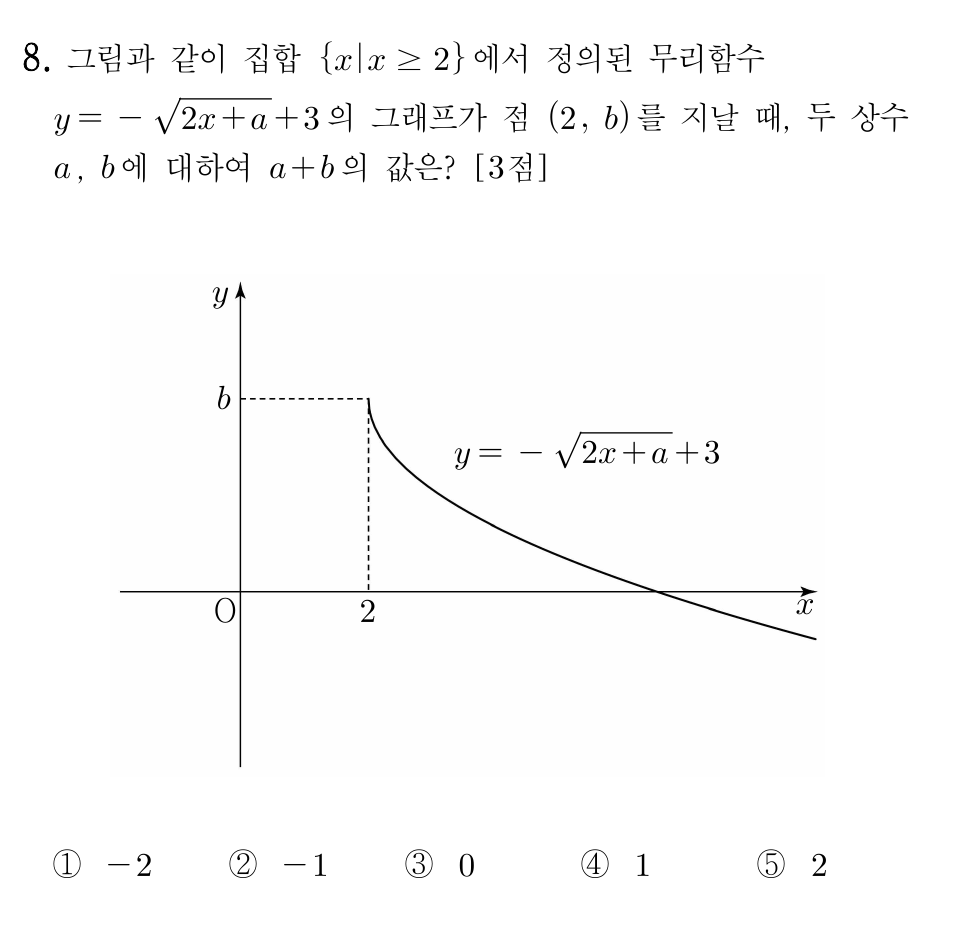 8. 그림과 같이 집합 {x|x ≥ 2}에서 정의된 무리함수
y = −√(2x+a)+3의 그래프가 점 (2, b)를 지날 때, 두 상수
a, b에 대하여 a+b의 값은? [3점]
y
b
y = −√(2x+a)+3
O
2
x
① −2 ② −1 ③ 0 ④ 1 ⑤ 2